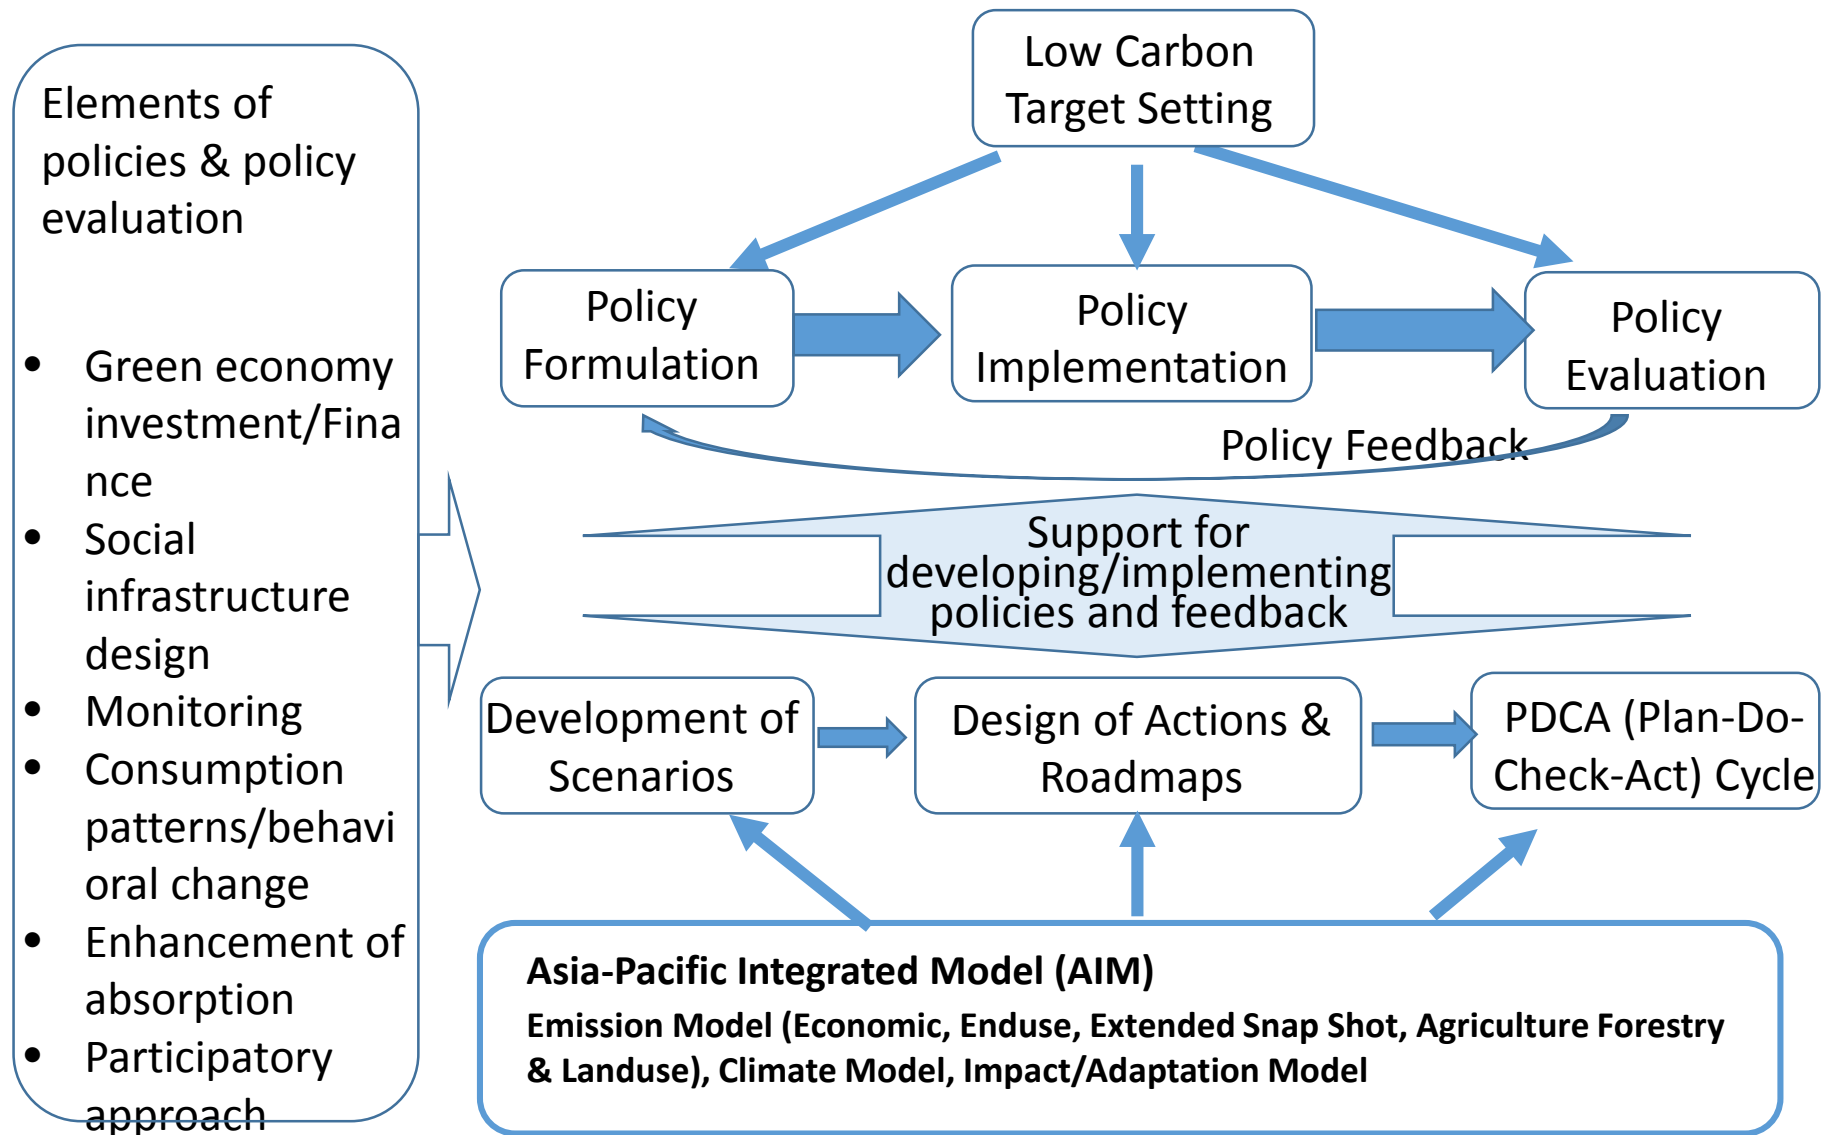 Elements of
policies & policy
evaluation
• Green economy
investment/Fina
nce
• Social
infrastructure
design
• Monitoring
• Consumption
patterns/behavi
oral change
• Enhancement of
absorption
• Participatory
approach
Low Carbon
Target Setting
Policy
Formulation
Policy
Implementation
Policy
Evaluation
Policy Feedback
Support for
developing/implementing
policies and feedback
Development of
Scenarios
Design of Actions &
Roadmaps
PDCA (Plan-Do-
Check-Act) Cycle
Asia-Pacific Integrated Model (AIM)
Emission Model (Economic, Enduse, Extended Snap Shot, Agriculture Forestry
& Landuse), Climate Model, Impact/Adaptation Model